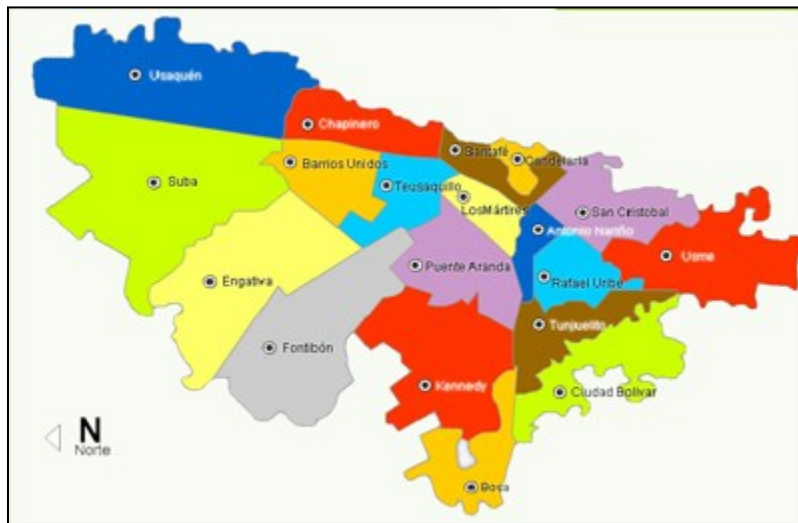 Usaquén
Chapinero
Santafé
Candelaria
Barrios Unidos
Suba
Teusaquillo
LosMártires
San Cristobal
Antonio Nariño
Usme
Puente Aranda
Engativa
Rafael Uribe
Tunjuelito
Fontibón
Kennedy
Ciudad Bolivar
N
Norte
Bosa